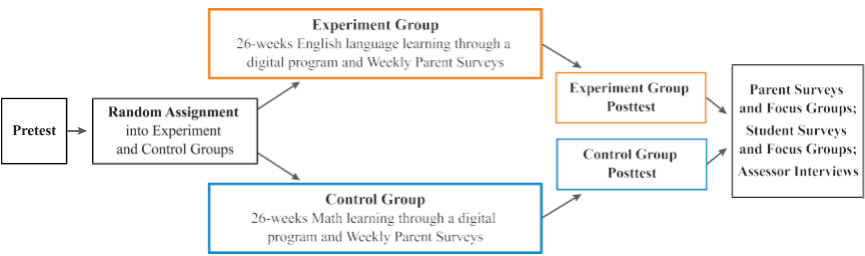 Pretest
Random Assignment
into Experiment
and Control Groups
Experiment Group
26-weeks English language learning through a
digital program and Weekly Parent Surveys
Control Group
26-weeks Math learning through a digital
program and Weekly Parent Surveys
Experiment Group
Posttest
Control Group
Posttest
Parent Surveys
and Focus Groups;
Student Surveys
and Focus Groups;
Assessor Interviews